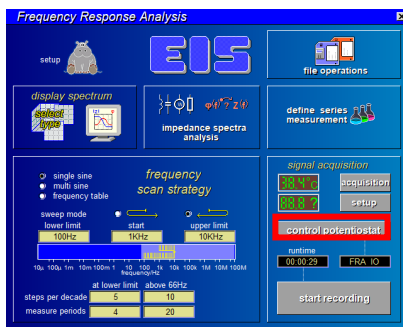 Frequency Response Analysis
setup
EIS
file operations
display spectrum
select
type
φ(f)*? Z(f)
impedance spectra
analysis
define series
measurement
single sine
multi sine
frequency table
frequency
scan strategy
sweep mode
lower limit start upper limit
100Hz 1KHz 10KHz
10µ 100µ 1m 10m 100m 1 10 100 1k 10k 100k 1M 10M 100M
frequency/Hz
at lower limit above 66Hz
steps per decade 5 10
measure periods 4 20
signal acquisition
38.4°C acquisition
88.8 ? setup
control potentiostat
runtime
00:00:29 FRA IO
start recording